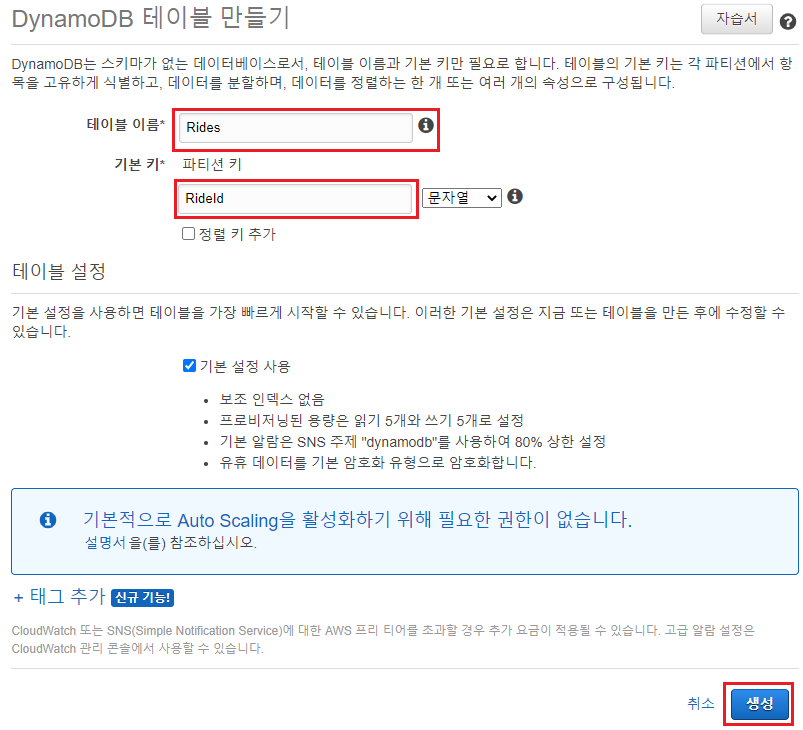 DynamoDB 테이블 만들기
자습서
DynamoDB는 스키마가 없는 데이터베이스로서, 테이블 이름과 기본 키만 필요로 합니다. 테이블의 기본 키는 각 파티션에서 항
목을 고유하게 식별하고, 데이터를 분할하며, 데이터를 정렬하는 한 개 또는 여러 개의 속성으로 구성됩니다.
테이블 이름* Rides
기본 키* 파티션 키
RideId 문자열
정렬 키 추가
테이블 설정
기본 설정을 사용하면 테이블을 가장 빠르게 시작할 수 있습니다. 이러한 기본 설정은 지금 또는 테이블을 만든 후에 수정할 수
있습니다.
기본 설정 사용
• 보조 인덱스 없음
• 프로비저닝된 용량은 읽기 5개와 쓰기 5개로 설정
• 기본 알람은 SNS 주제 "dynamodb"를 사용하여 80% 상한 설정
• 유휴 데이터를 기본 암호화 유형으로 암호화합니다.
기본적으로 Auto Scaling을 활성화하기 위해 필요한 권한이 없습니다.
설명서 을(를) 참조하십시오.
+ 태그 추가 신규 기능!
CloudWatch 또는 SNS(Simple Notification Service)에 대한 AWS 프리 티어를 초과할 경우 추가 요금이 적용될 수 있습니다. 고급 알람 설정은
CloudWatch 관리 콘솔에서 사용할 수 있습니다.
취소 생성